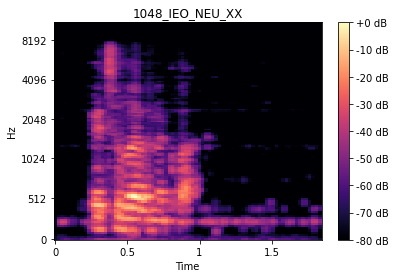 1048_IEO_NEU_XX
8192
4096
2048
1024
512
0
Hz
0
0.5
1
1.5
Time
+0 dB
-10 dB
-20 dB
-30 dB
-40 dB
-50 dB
-60 dB
-70 dB
-80 dB